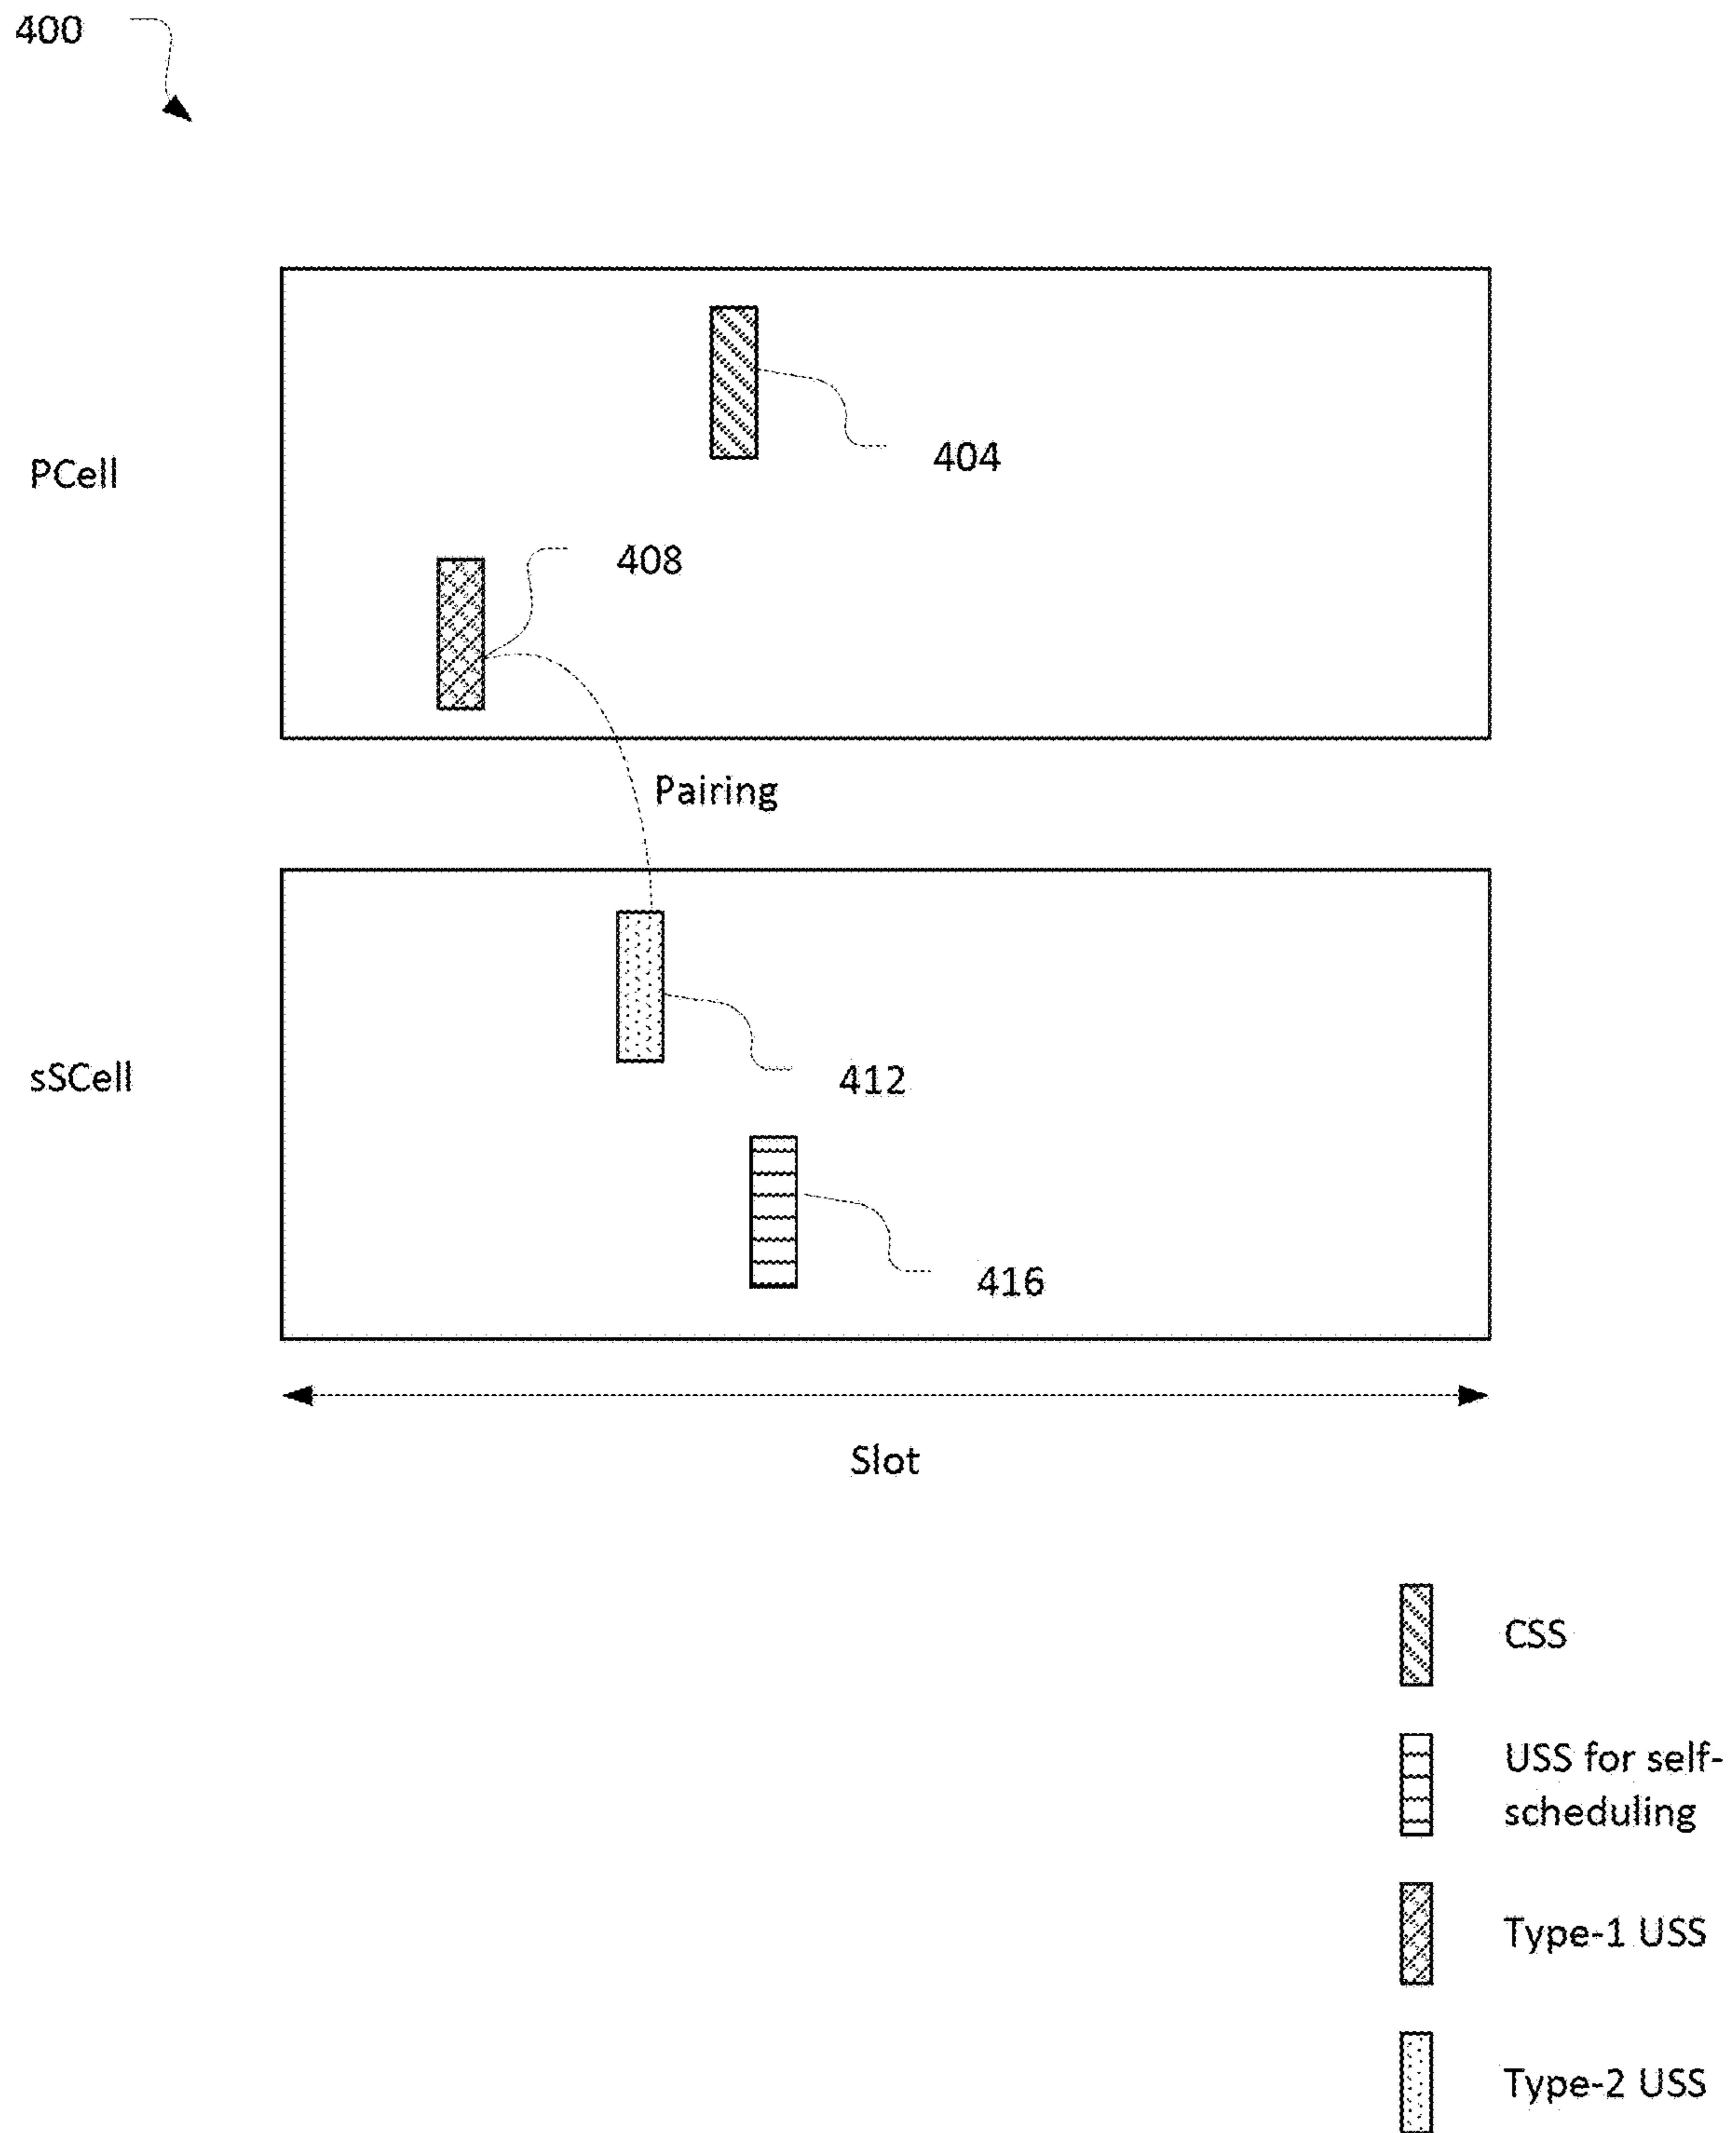 400
404
PCell
408
Pairing
sSCell
412
416
Slot
CSS
USS for self-
scheduling
Type-1 USS
Type-2 USS